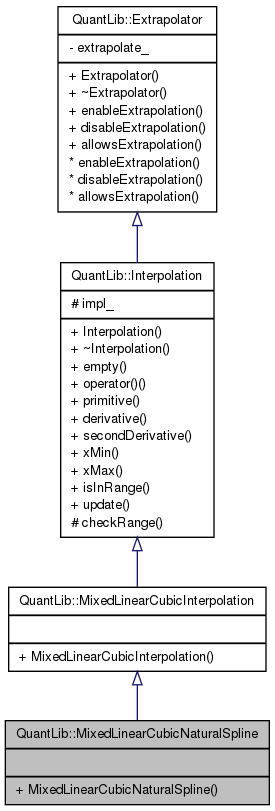 QuantLib::Extrapolator
- extrapolate_
+ Extrapolator()
+ ~Extrapolator()
+ enableExtrapolation()
+ disableExtrapolation()
+ allowsExtrapolation()
* enableExtrapolation()
* disableExtrapolation()
* allowsExtrapolation()
QuantLib::Interpolation
# impl_
+ Interpolation()
+ ~Interpolation()
+ empty()
+ operator()()
+ primitive()
+ derivative()
+ secondDerivative()
+ xMin()
+ xMax()
+ isInRange()
+ update()
# checkRange()
QuantLib::MixedLinearCubicInterpolation
+ MixedLinearCubicInterpolation()
QuantLib::MixedLinearCubicNaturalSpline
+ MixedLinearCubicNaturalSpline()